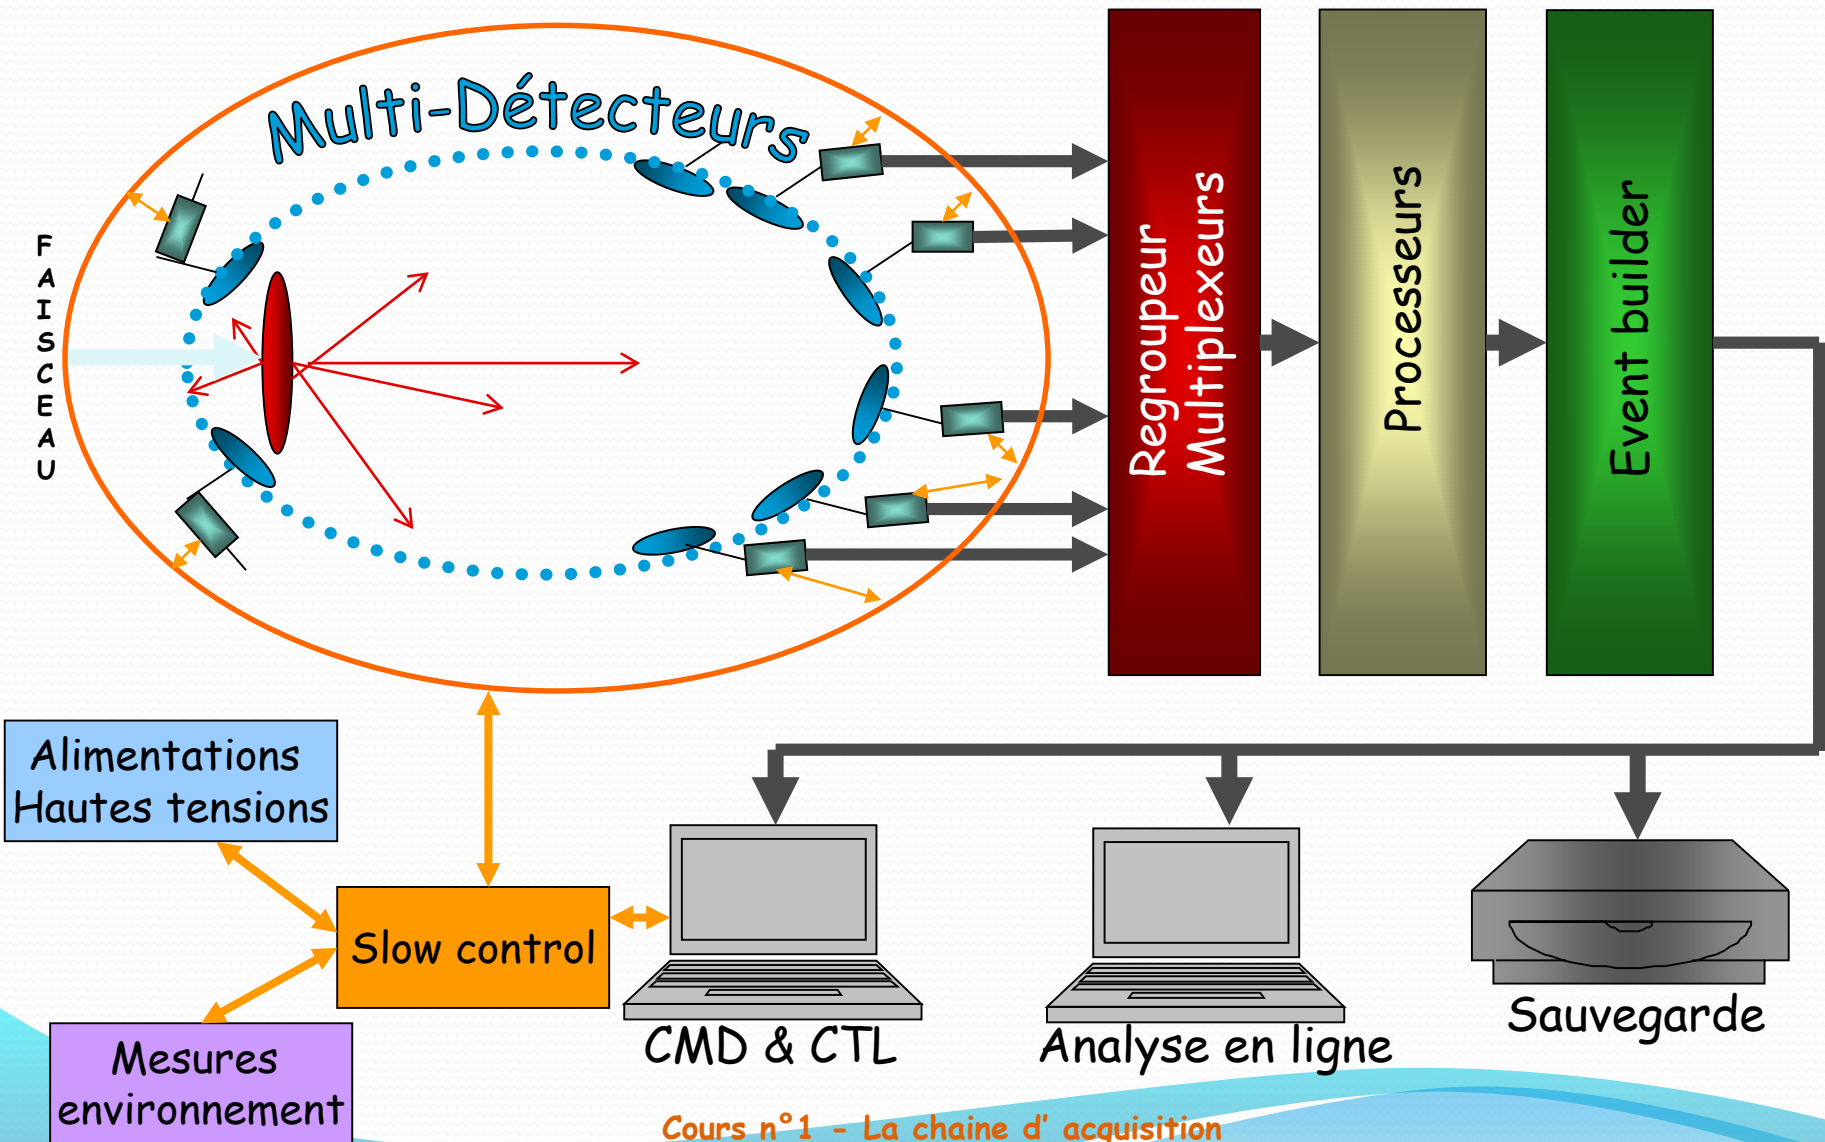 Multi-Détecteurs
FAISCEAU
Regroupeur
Multiplexeurs
Processeurs
Event builder
Alimentations
Hautes tensions
Slow control
Mesures
environnement
CMD & CTL
Analyse en ligne
Sauvegarde
Cours n°1 - La chaine d' acquisition